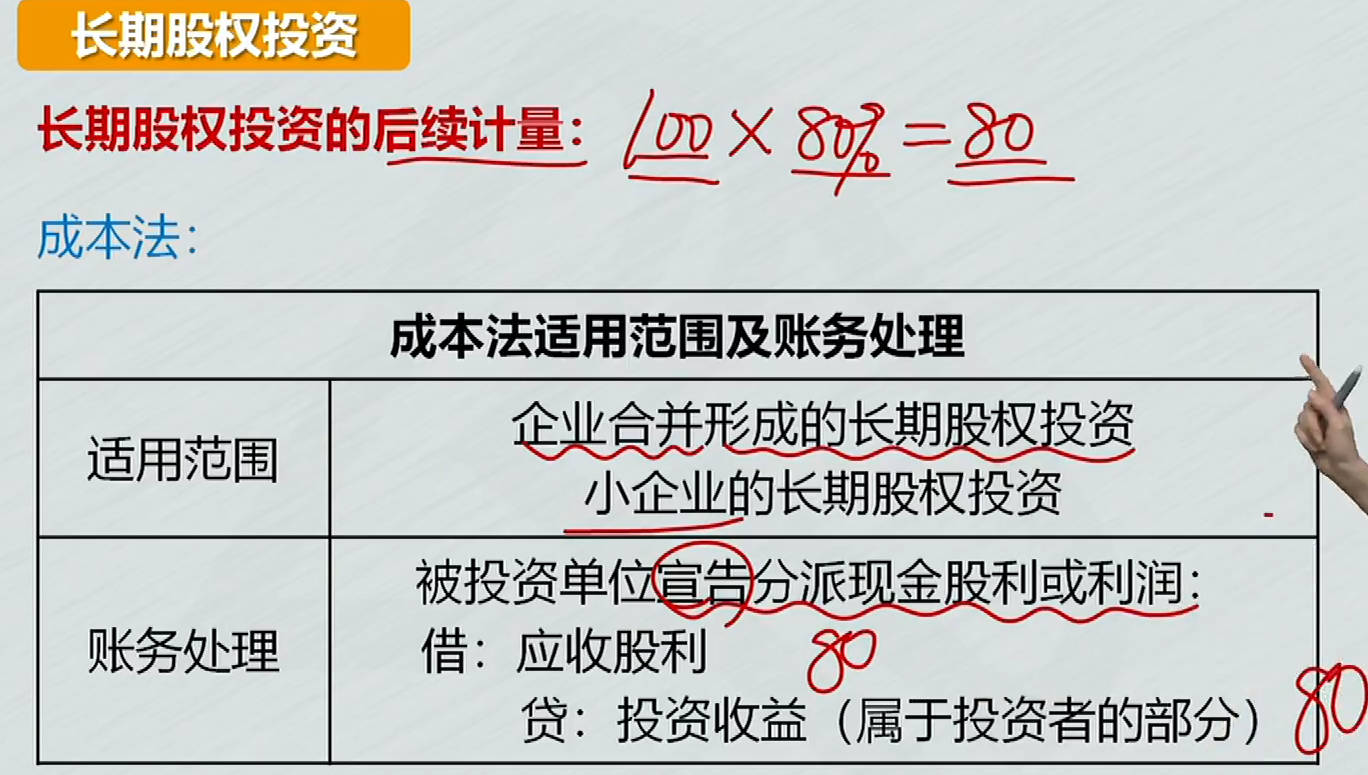 长期股权投资
长期股权投资的后续计量： 100×80%=80
成本法：
成本法适用范围及账务处理
适用范围
企业合并形成的长期股权投资
小企业的长期股权投资
账务处理
被投资单位宣告分派现金股利或利润：
借：应收股利 80
贷：投资收益（属于投资者的部分） 80